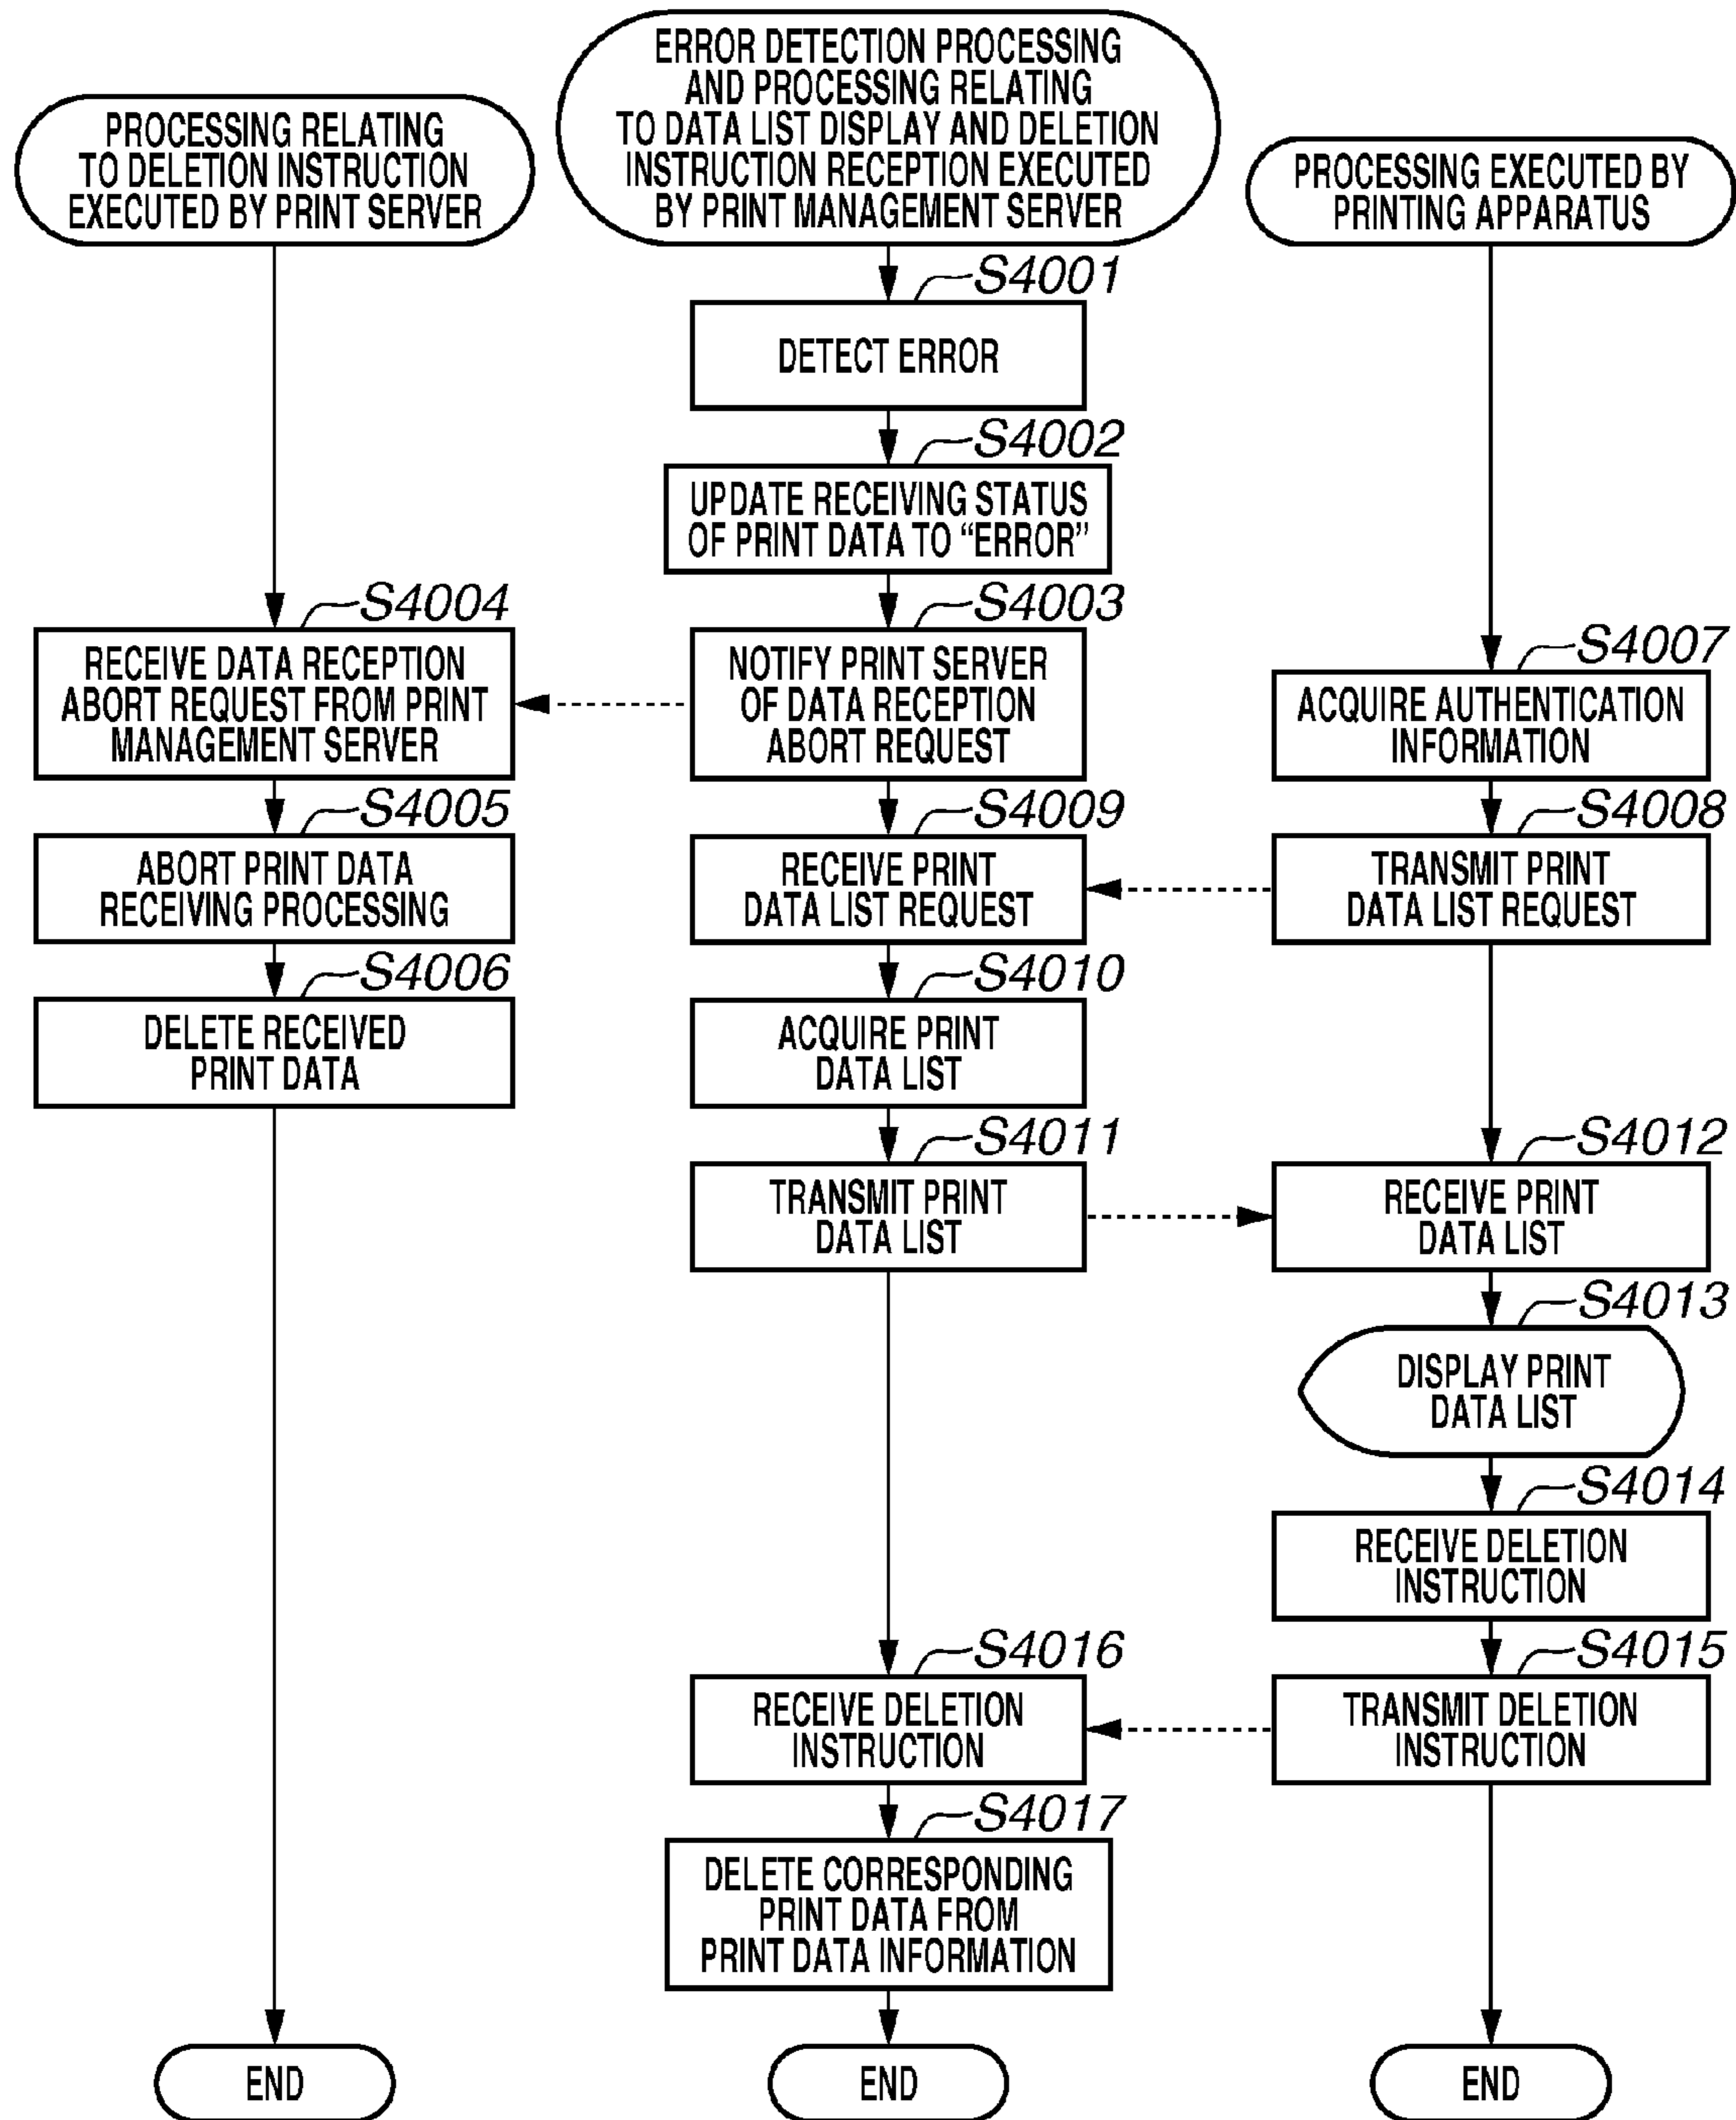 PROCESSING RELATING
TO DELETION INSTRUCTION
EXECUTED BY PRINT SERVER
S4004
RECEIVE DATA RECEPTION
ABORT REQUEST FROM PRINT
MANAGEMENT SERVER
S4005
ABORT PRINT DATA
RECEIVING PROCESSING
S4006
DELETE RECEIVED
PRINT DATA
END
ERROR DETECTION PROCESSING
AND PROCESSING RELATING
TO DATA LIST DISPLAY AND DELETION
INSTRUCTION RECEPTION EXECUTED
BY PRINT MANAGEMENT SERVER
S4001
DETECT ERROR
S4002
UPDATE RECEIVING STATUS
OF PRINT DATA TO “ERROR”
S4003
NOTIFY PRINT SERVER
OF DATA RECEPTION
ABORT REQUEST
S4009
RECEIVE PRINT
DATA LIST REQUEST
S4010
ACQUIRE PRINT
DATA LIST
S4011
TRANSMIT PRINT
DATA LIST
S4016
RECEIVE DELETION
INSTRUCTION
S4017
DELETE CORRESPONDING
PRINT DATA FROM
PRINT DATA INFORMATION
END
PROCESSING EXECUTED BY
PRINTING APPARATUS
S4007
ACQUIRE AUTHENTICATION
INFORMATION
S4008
TRANSMIT PRINT
DATA LIST REQUEST
S4012
RECEIVE PRINT
DATA LIST
S4013
DISPLAY PRINT
DATA LIST
S4014
RECEIVE DELETION
INSTRUCTION
S4015
TRANSMIT DELETION
INSTRUCTION
END